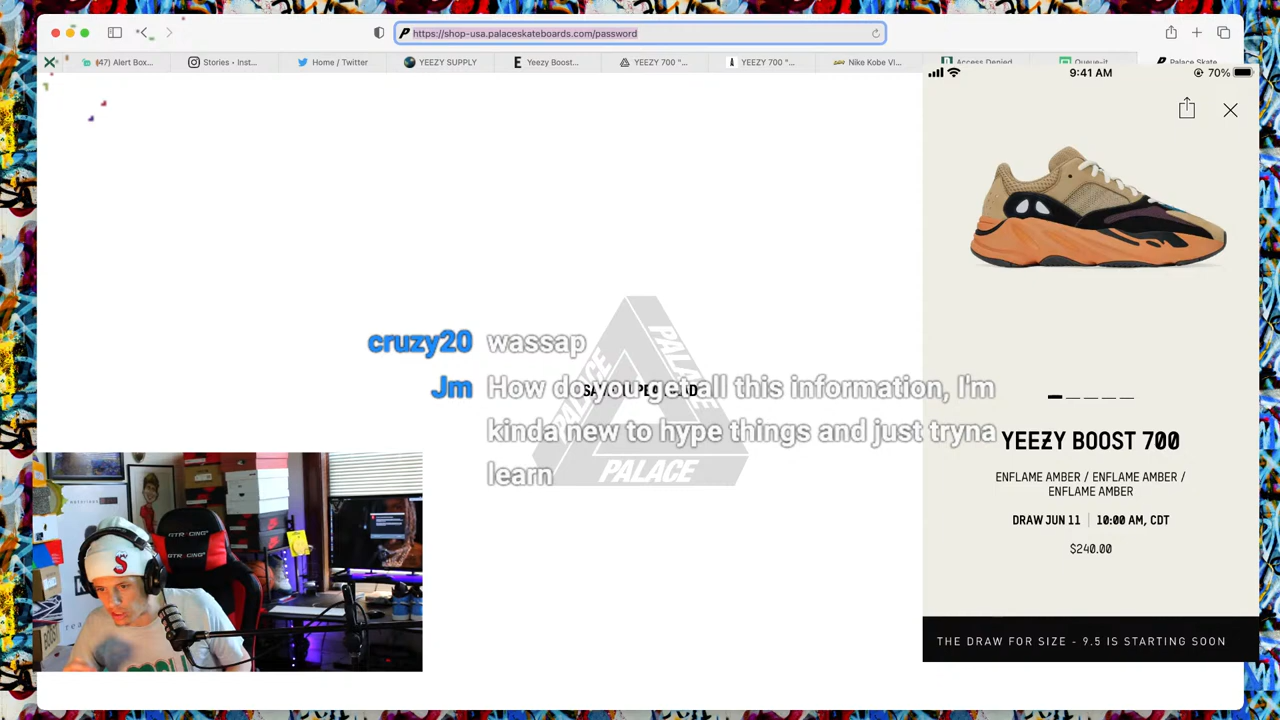 https://shop-usa.palaceskateboards.com/password
(47) Alert Box...
Stories • Inst...
Home / Twitter
YEEZY SUPPLY
Yeezy Boost...
YEEZY 700 "...
YEEZY 700 "...
Nike Kobe VI...
Access Denied
Queue-it
Palace Skate
9:41 AM
70%
cruzy20 wassap
Jm How do you get all this information, I'm
kinda new to hype things and just tryna
learn
PALACE
PALACE
PALACE
YEEZY BOOST 700
ENFLAME AMBER / ENFLAME AMBER /
ENFLAME AMBER
DRAW JUN 11 | 10:00 AM, CDT
$240.00
THE DRAW FOR SIZE - 9.5 IS STARTING SOON